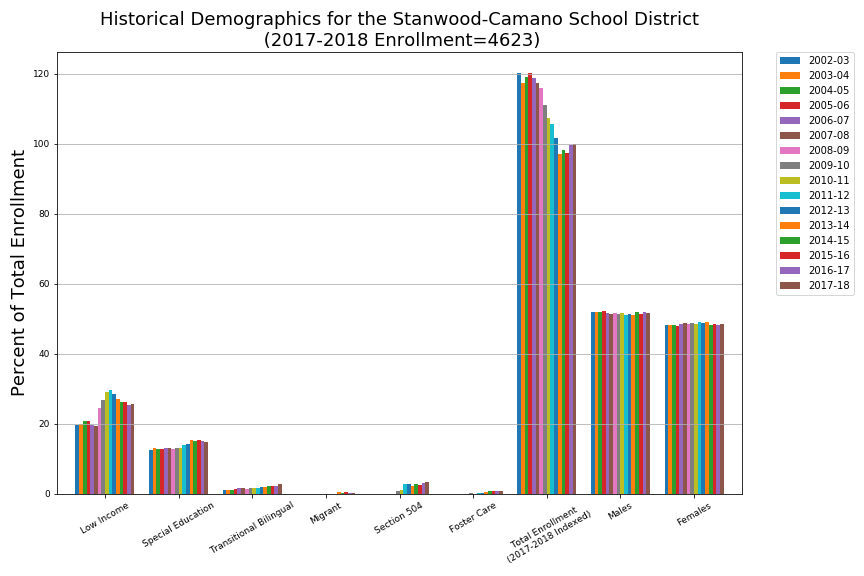 Historical Demographics for the Stanwood-Camano School District
(2017-2018 Enrollment=4623)
Percent of Total Enrollment
120
100
80
60
40
20
0
Low Income
Special Education
Transitional Bilingual
Migrant
Section 504
Foster Care
Total Enrollment
(2017-2018 Indexed)
Males
Females
2002-03
2003-04
2004-05
2005-06
2006-07
2007-08
2008-09
2009-10
2010-11
2011-12
2012-13
2013-14
2014-15
2015-16
2016-17
2017-18